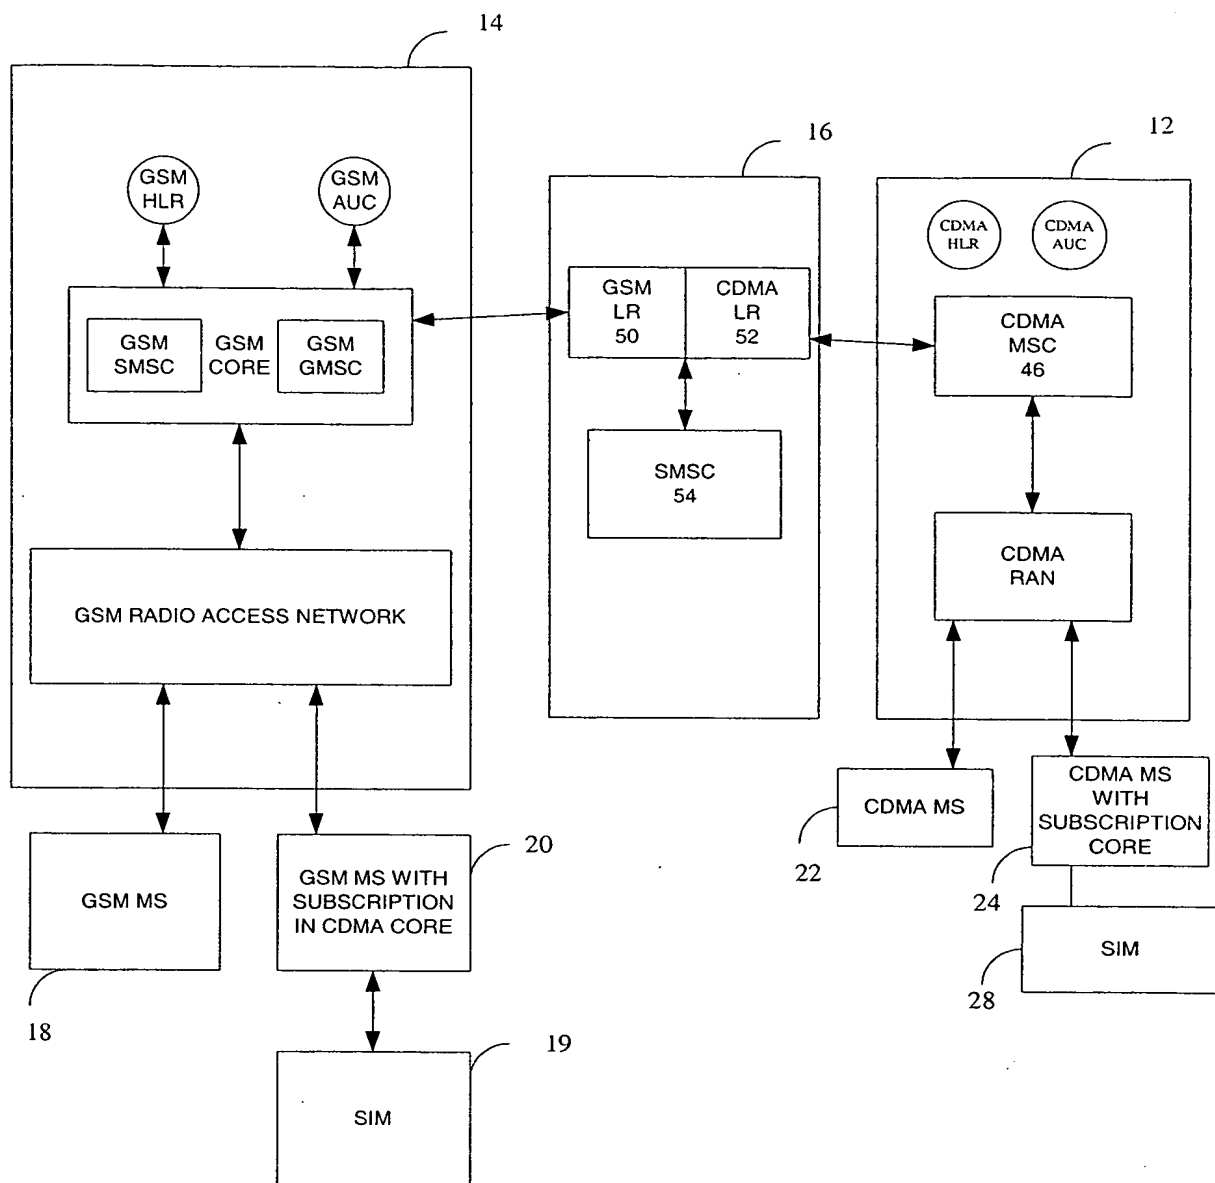 14
GSM
HLR
GSM
AUC
GSM
SMSC
GSM
CORE
GSM
GMSC
GSM RADIO ACCESS NETWORK
GSM MS
18
20
GSM MS WITH
SUBSCRIPTION
IN CDMA CORE
19
SIM
16
GSM
LR
50
CDMA
LR
52
SMSC
54
12
CDMA
HLR
CDMA
AUC
CDMA
MSC
46
CDMA
RAN
CDMA MS
22
CDMA MS
WITH
SUBSCRIPTION
CORE
24
SIM
28